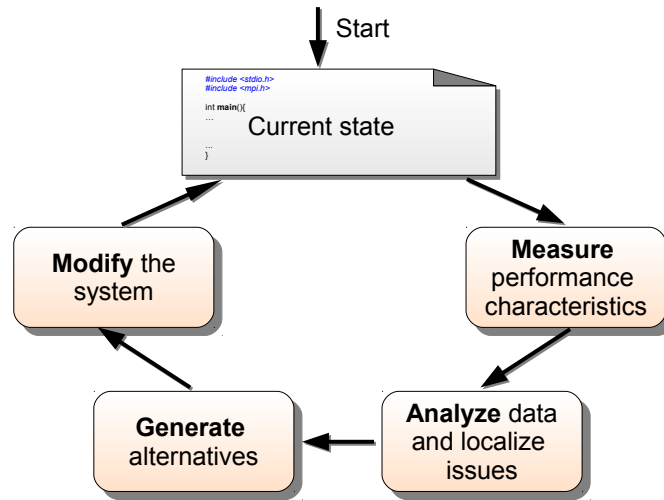 Start
#include <stdio.h>
#include <mpi.h>
int main(){
...
Current state
...
}
Measure
performance
characteristics
Analyze data
and localize
issues
Generate
alternatives
Modify the
system